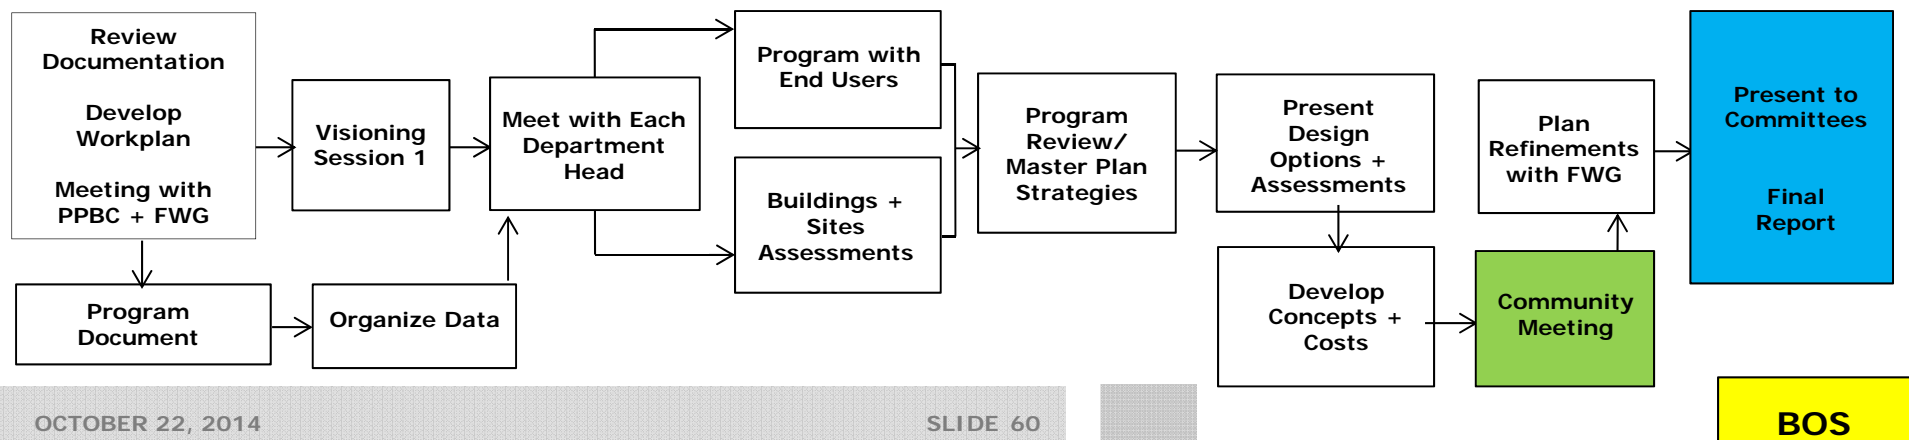 Review
Documentation
Develop
Workplan
Meeting with
PPBC + FWG
Program
Document
Visioning
Session 1
Organize Data
Meet with Each
Department
Head
Program with
End Users
Buildings +
Sites
Assessments
Program
Review/
Master Plan
Strategies
Present
Design
Options +
Assessments
Develop
Concepts +
Costs
Community
Meeting
Plan
Refinements
with FWG
Present to
Committees
Final
Report
OCTOBER 22, 2014
SLIDE 60
BOS